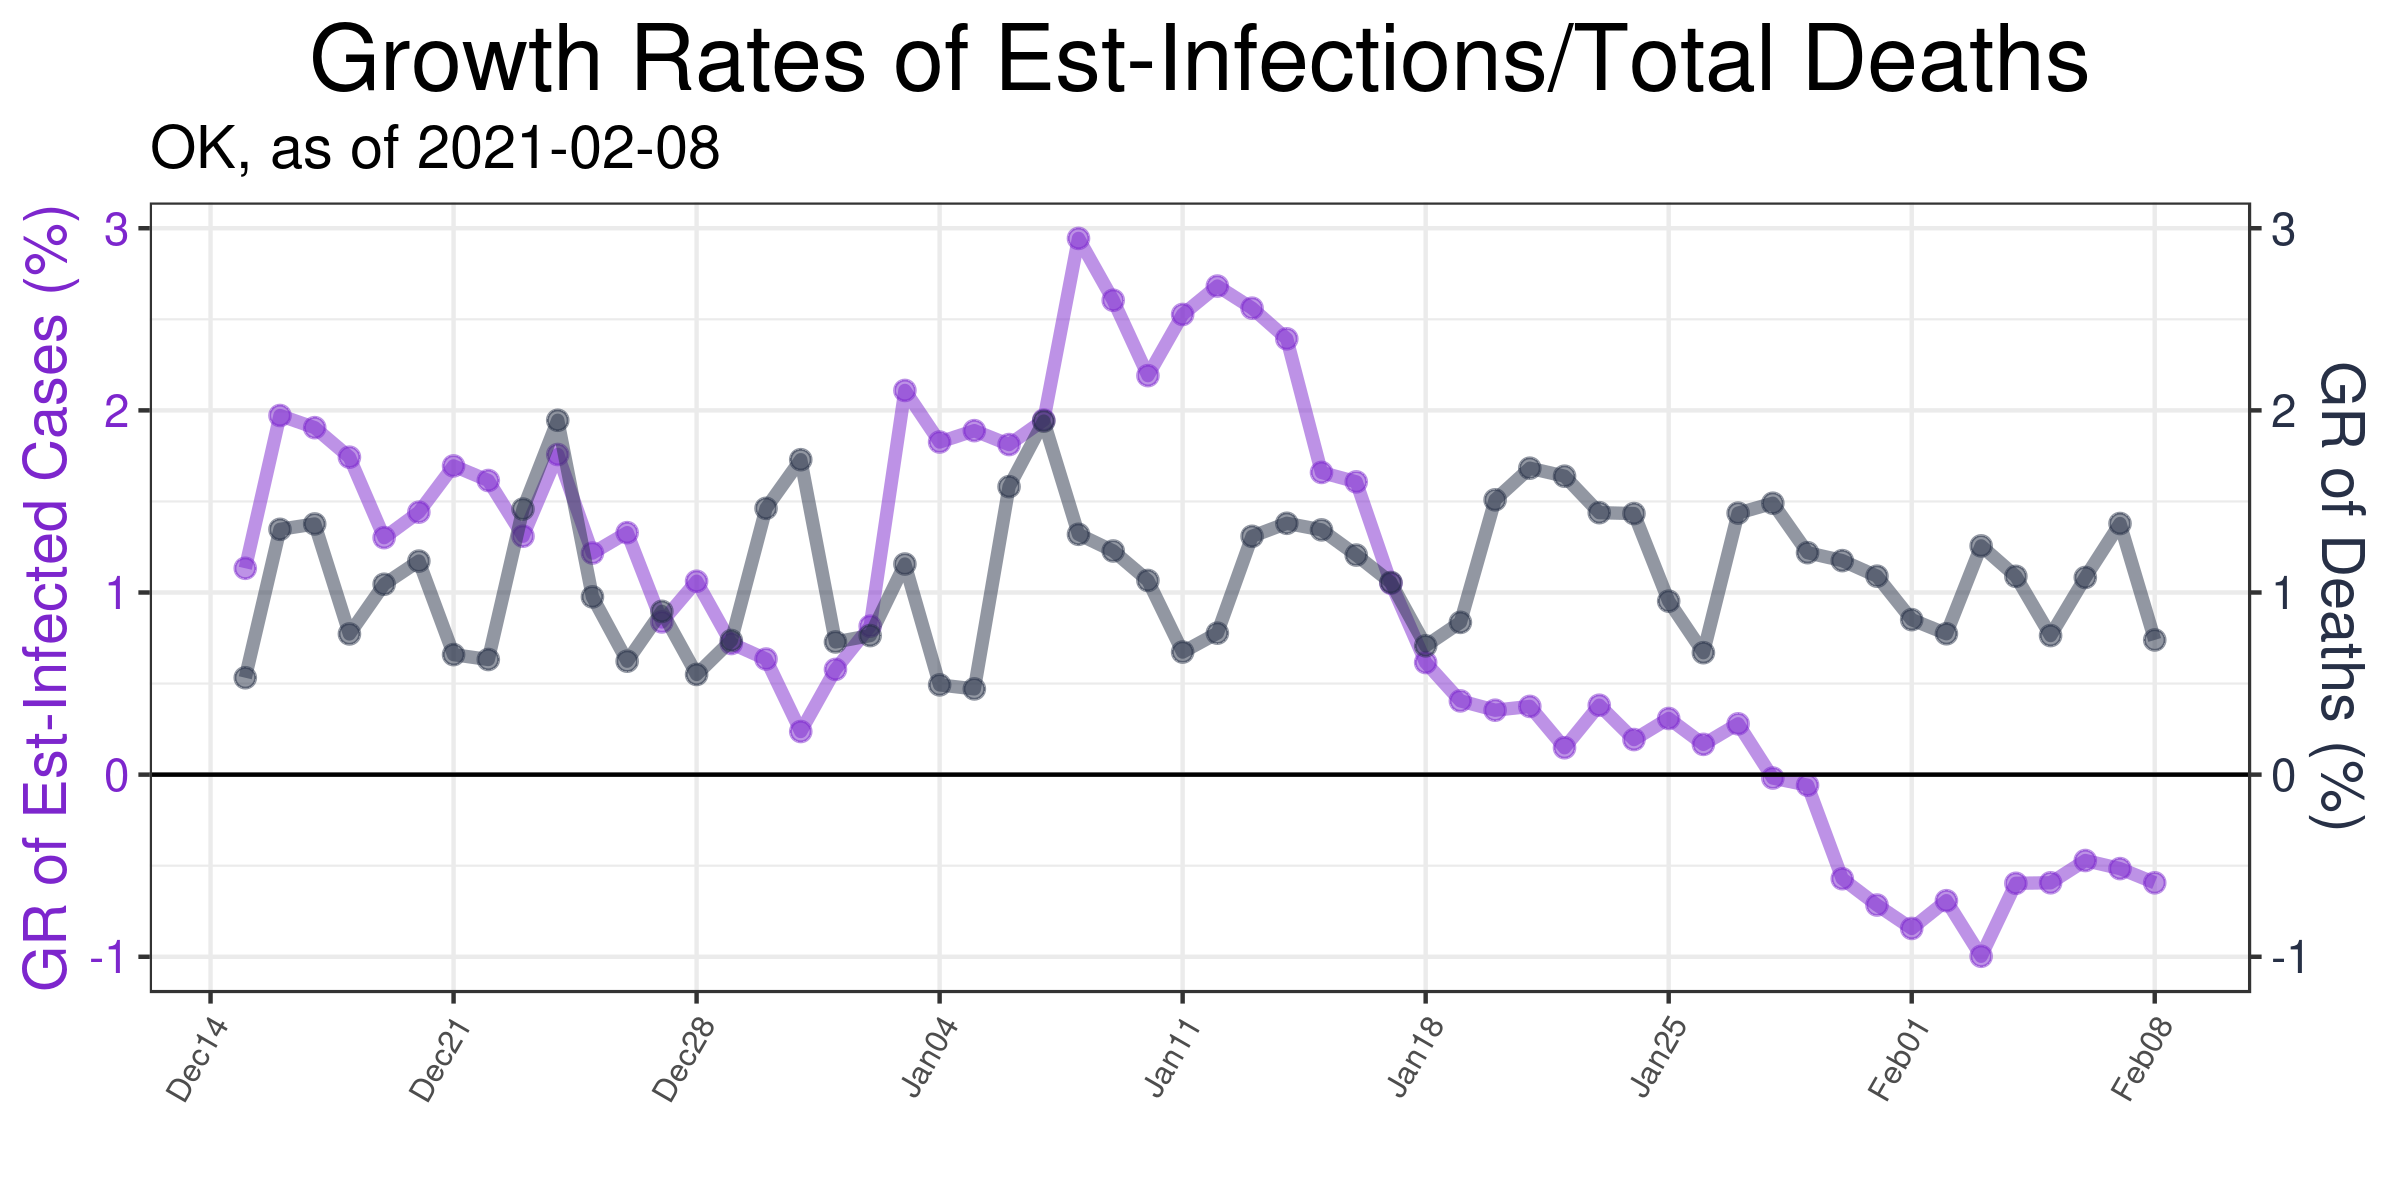 Growth Rates of Est-Infections/Total Deaths
OK, as of 2021-02-08
GR of Est-Infected Cases (%)
3
2
1
0
-1
3
2
1
0
-1
GR of Deaths (%)
Dec14
Dec21
Dec28
Jan04
Jan11
Jan18
Jan25
Feb01
Feb08